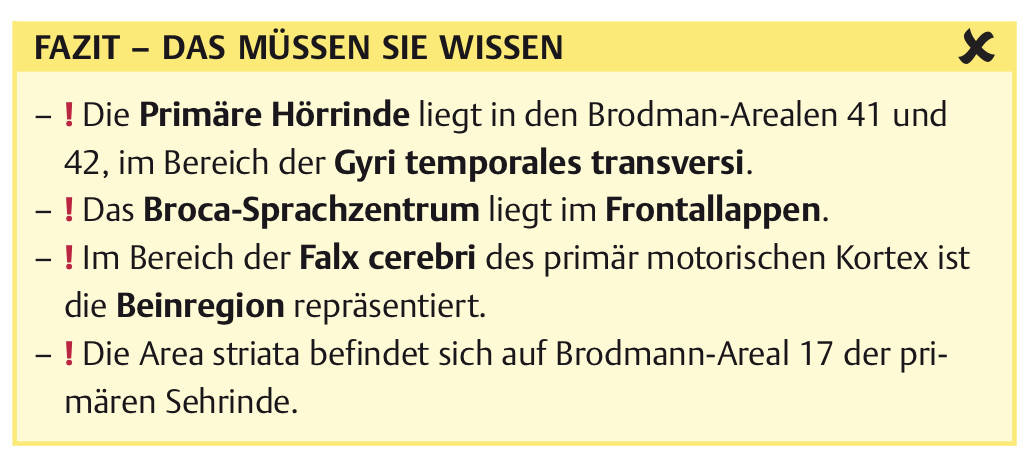 FAZIT – DAS MÜSSEN SIE WISSEN
– ! Die Primäre Hörrinde liegt in den Brodman-Arealen 41 und
42, im Bereich der Gyri temporales transversi.
– ! Das Broca-Sprachzentrum liegt im Frontallappen.
– ! Im Bereich der Falx cerebri des primär motorischen Kortex ist
die Beinregion repräsentiert.
– ! Die Area striata befindet sich auf Brodmann-Areal 17 der pri-
mären Sehrinde.